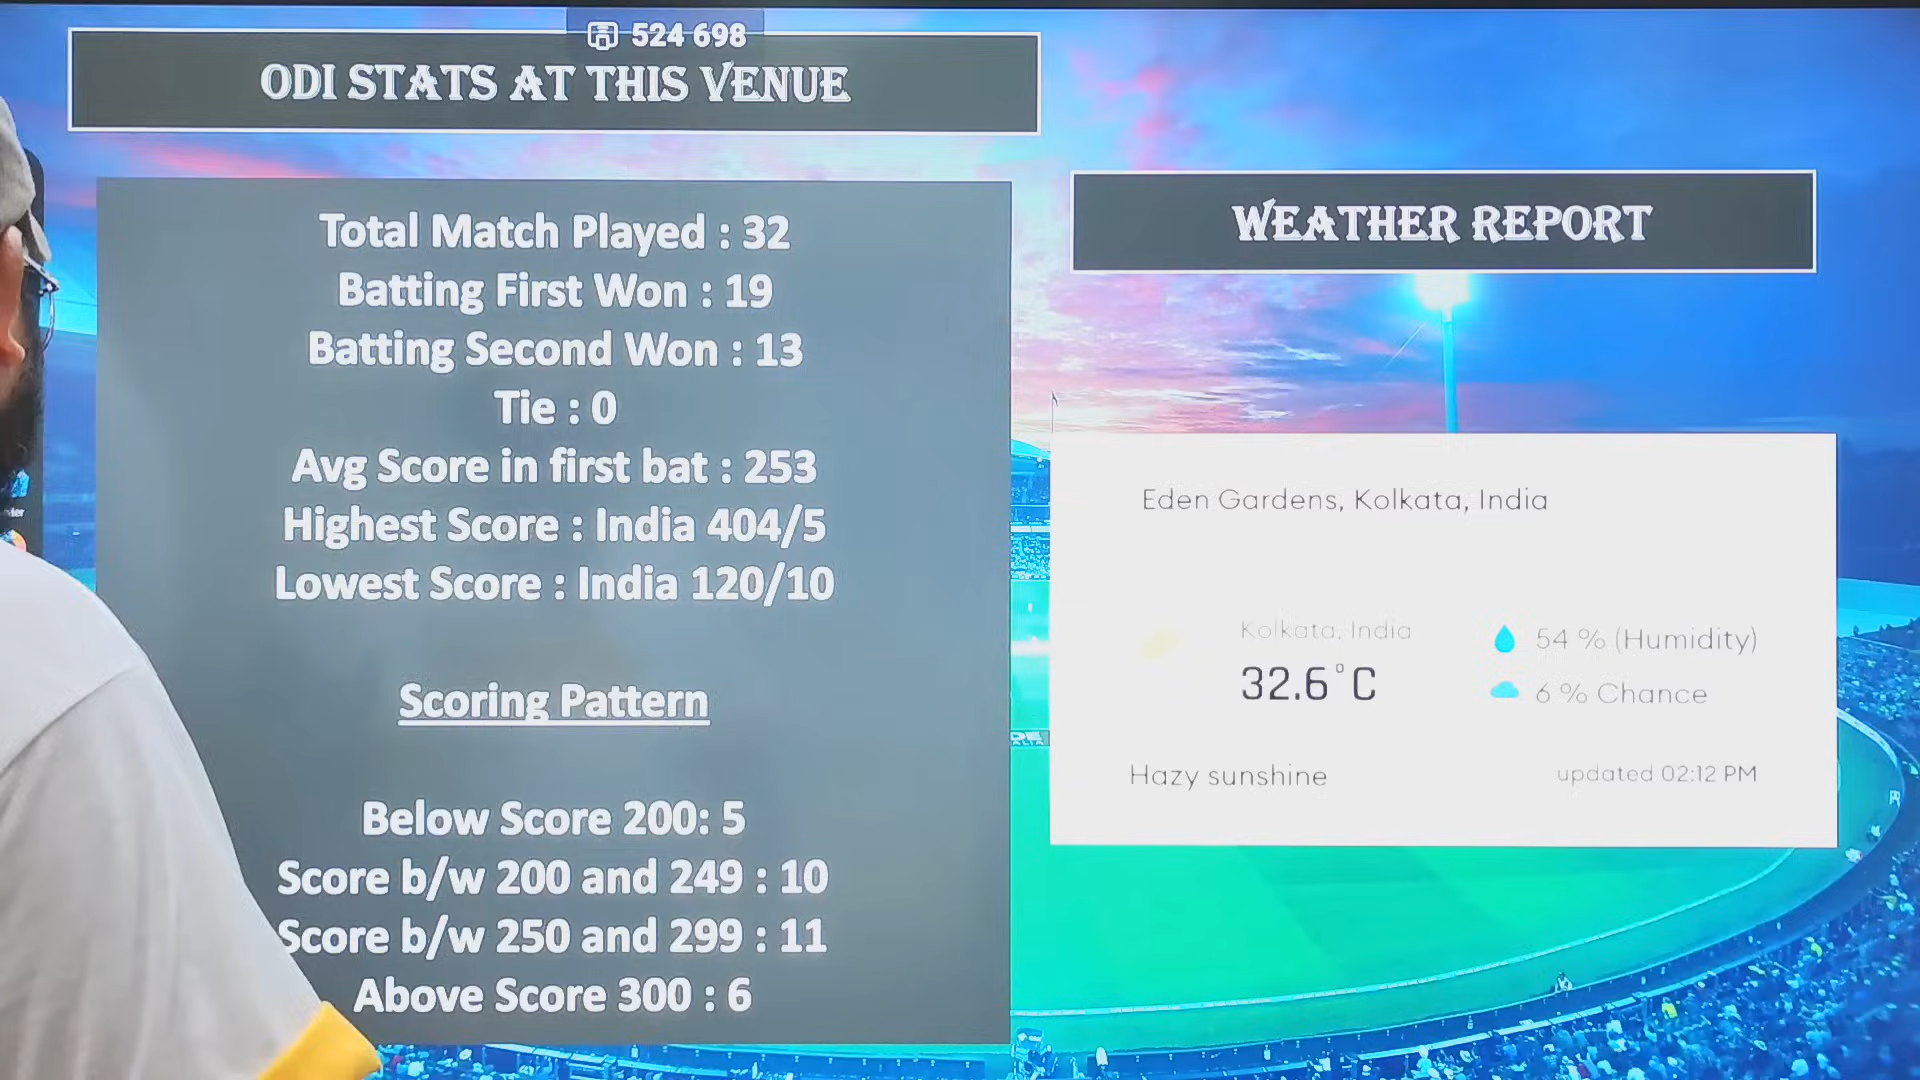 524 698
ODI STATS AT THIS VENUE
Total Match Played : 32
Batting First Won : 19
Batting Second Won : 13
Tie : 0
Avg Score in first bat : 253
Highest Score : India 404/5
Lowest Score : India 120/10
Scoring Pattern
Below Score 200: 5
Score b/w 200 and 249 : 10
Score b/w 250 and 299 : 11
Above Score 300 : 6
WEATHER REPORT
Eden Gardens, Kolkata, India
Kolkata, India
32.6°C
54 % (Humidity)
6 % Chance
Hazy sunshine
updated 02:12 PM